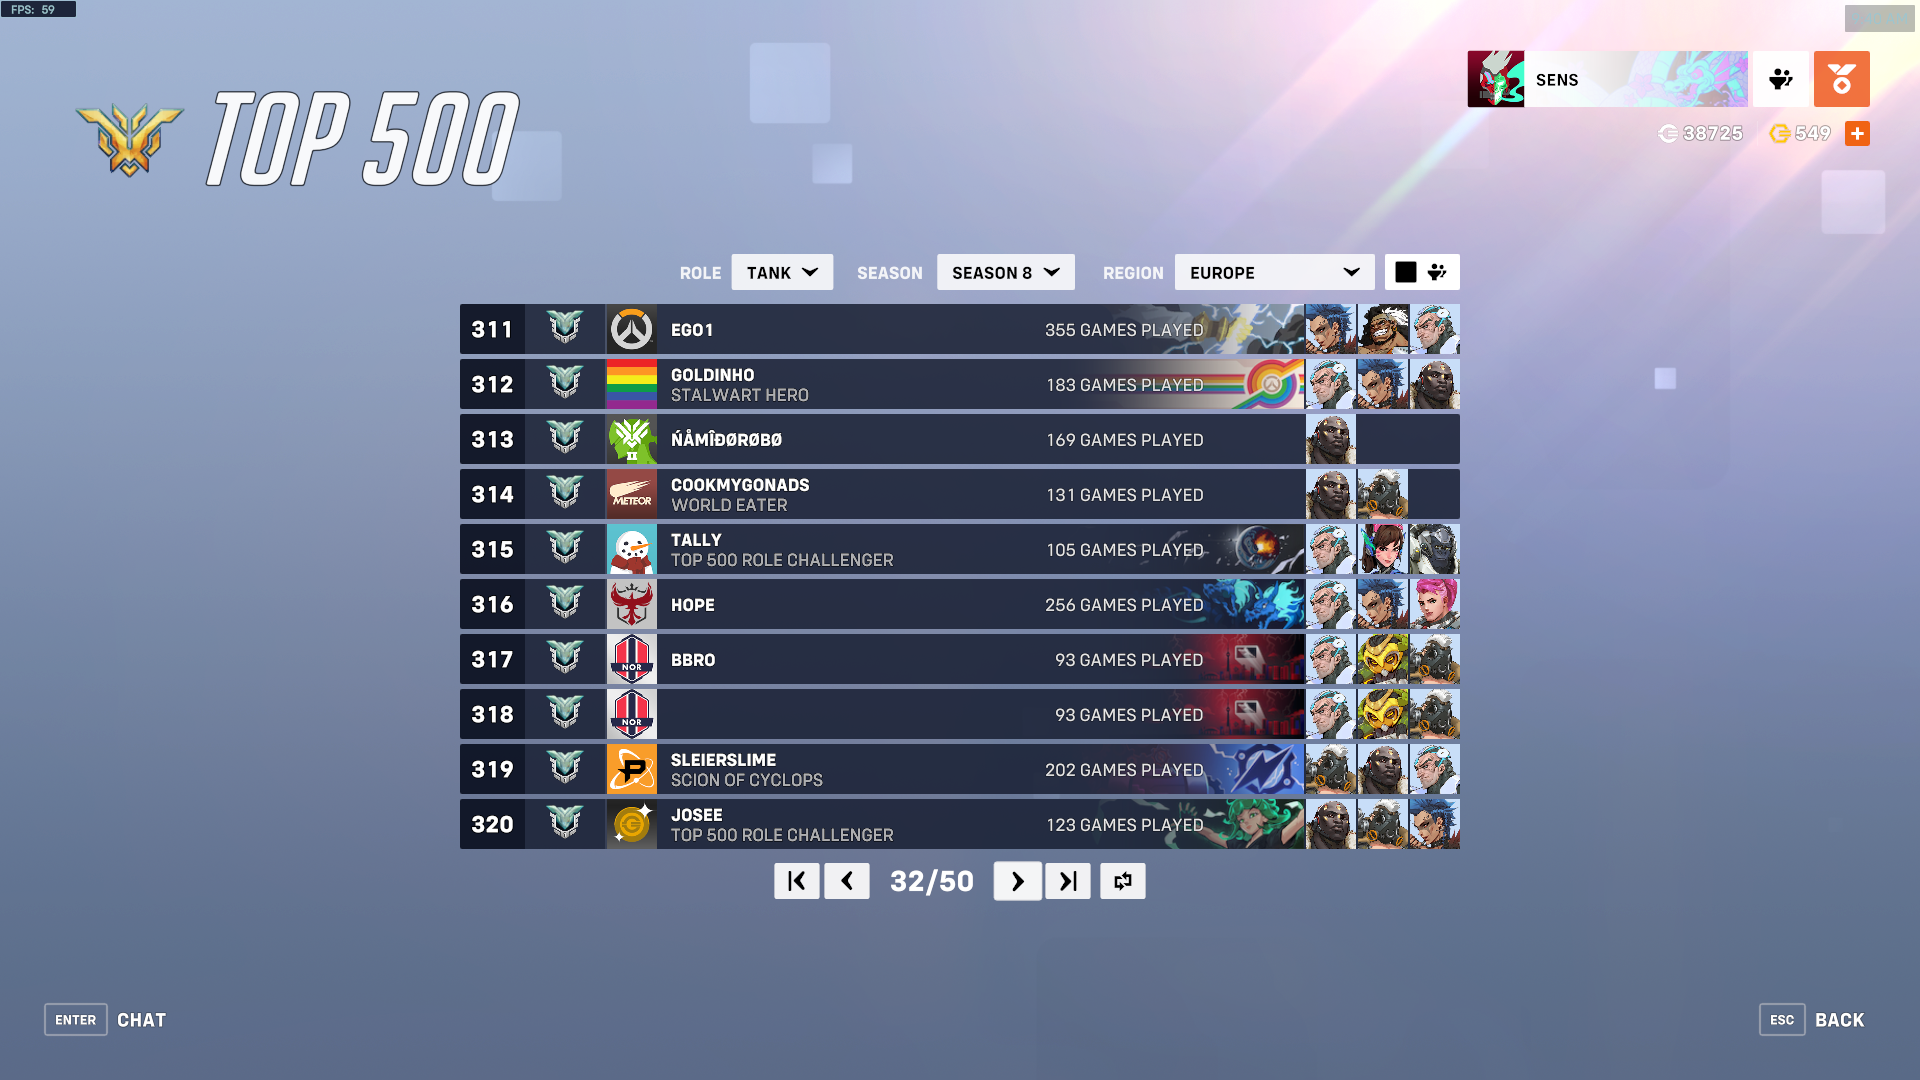 FPS: 59
TOP 500
SENS
38725
549
ROLE
TANK
SEASON
SEASON 8
REGION
EUROPE
311
EGO1
355 GAMES PLAYED
312
GOLDINHO
STALWART HERO
183 GAMES PLAYED
313
ŃÅMÎĐØRØBØ
169 GAMES PLAYED
314
METEOR
COOKMYGONADS
WORLD EATER
131 GAMES PLAYED
315
TALLY
TOP 500 ROLE CHALLENGER
105 GAMES PLAYED
316
HOPE
256 GAMES PLAYED
317
NOR
BBRO
93 GAMES PLAYED
318
NOR
93 GAMES PLAYED
319
SLEIERSLIME
SCION OF CYCLOPS
202 GAMES PLAYED
320
JOSEE
TOP 500 ROLE CHALLENGER
123 GAMES PLAYED
32/50
ENTER
CHAT
ESC
BACK